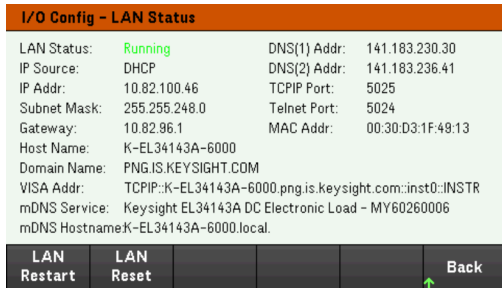 I/O Config – LAN Status
LAN Status: Running DNS(1) Addr: 141.183.230.30
IP Source: DHCP DNS(2) Addr: 141.183.236.41
IP Addr: 10.82.100.46 TCPIP Port: 5025
Subnet Mask: 255.255.248.0 Telnet Port: 5024
Gateway: 10.82.96.1 MAC Addr: 00:30:D3:1F:49:13
Host Name: K-EL34143A-6000
Domain Name: PNG.IS.KEYSIGHT.COM
VISA Addr: TCPIP::K-EL34143A-6000.png.is.keysight.com::inst0::INSTR
mDNS Service: Keysight EL34143A DC Electronic Load – MY60260006
mDNS Hostname:K-EL34143A-6000.local.
LAN Restart
LAN Reset
Back